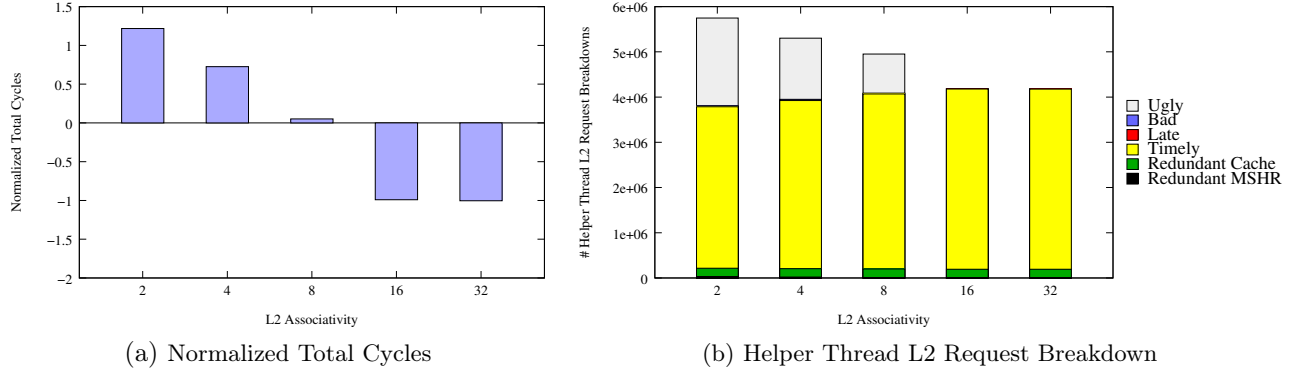 1.5
1
0.5
0
−0.5
−1
−1.5
−2
Normalized Total Cycles
2 4 8 16 32
L2 Associativity
(a) Normalized Total Cycles
6e+06
5e+06
4e+06
3e+06
2e+06
1e+06
0
# Helper Thread L2 Request Breakdowns
2 4 8 16 32
L2 Associativity
Ugly
Bad
Late
Timely
Redundant Cache
Redundant MSHR
(b) Helper Thread L2 Request Breakdown